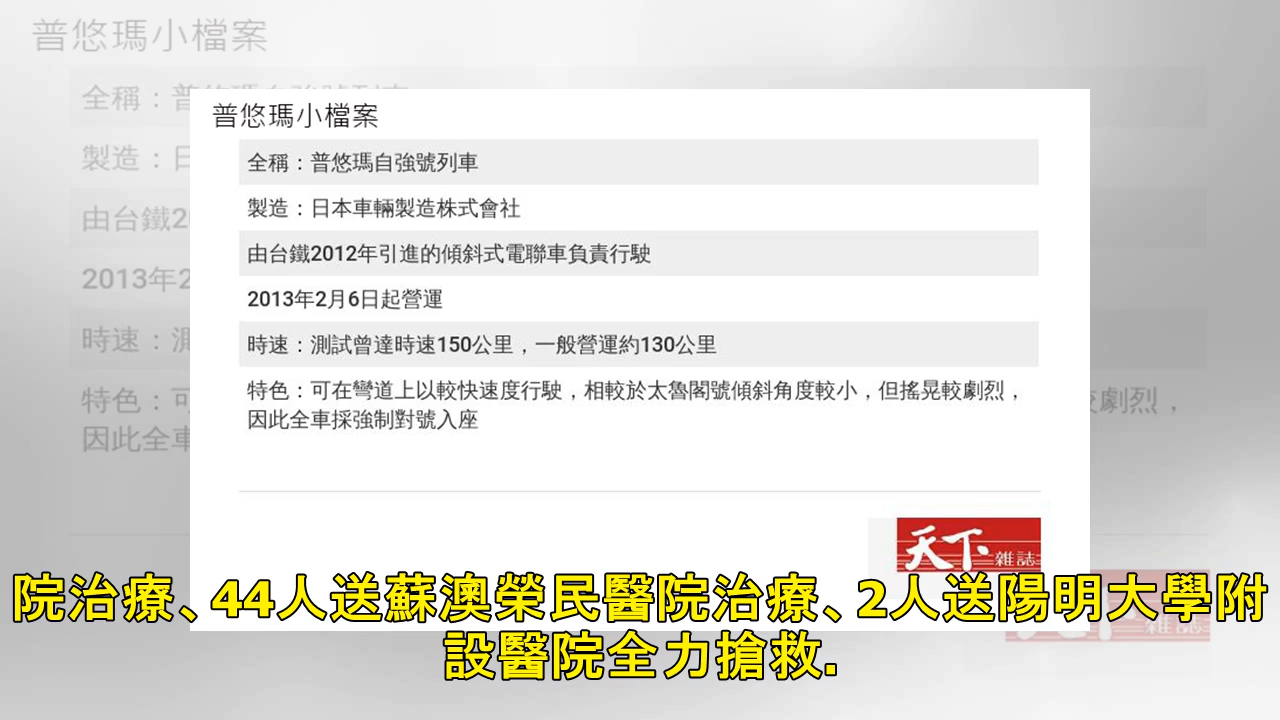 普悠瑪小檔案
普悠瑪小檔案
全稱：普悠瑪自強號列車
製造：日本車輛製造株式會社
由台鐵2012年引進的傾斜式電聯車負責行駛
2013年2月6日起營運
時速：測試曾達時速150公里，一般營運約130公里
特色：可在彎道上以較快速度行駛，相較於太魯閣號傾斜角度較小，但搖晃較劇烈，
因此全車採強制對號入座
天下雜誌
院治療、44人送蘇澳榮民醫院治療、2人送陽明大學附
設醫院全力搶救.